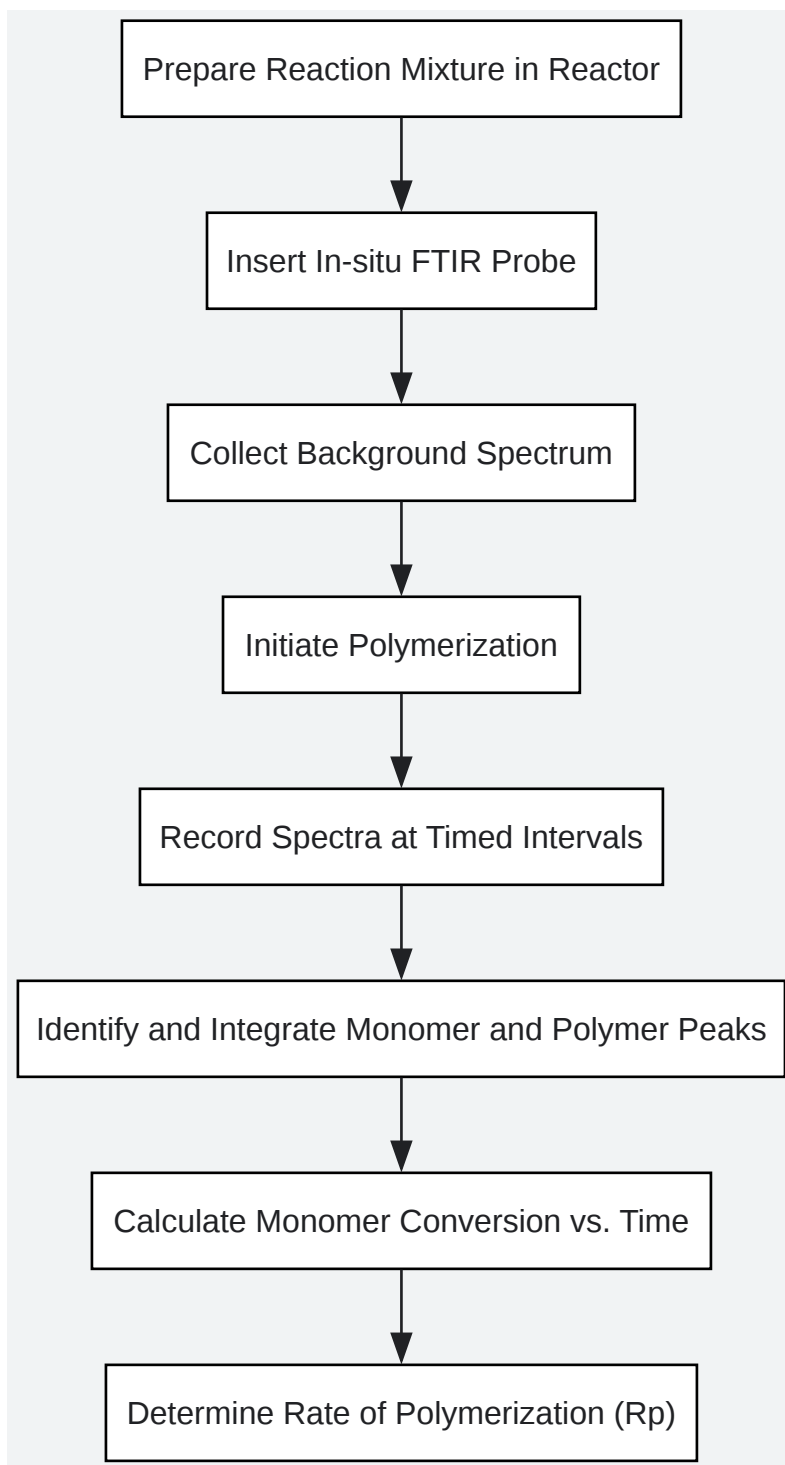 Prepare Reaction Mixture in Reactor
Insert In-situ FTIR Probe
Collect Background Spectrum
Initiate Polymerization
Record Spectra at Timed Intervals
Identify and Integrate Monomer and Polymer Peaks
Calculate Monomer Conversion vs. Time
Determine Rate of Polymerization (Rp)